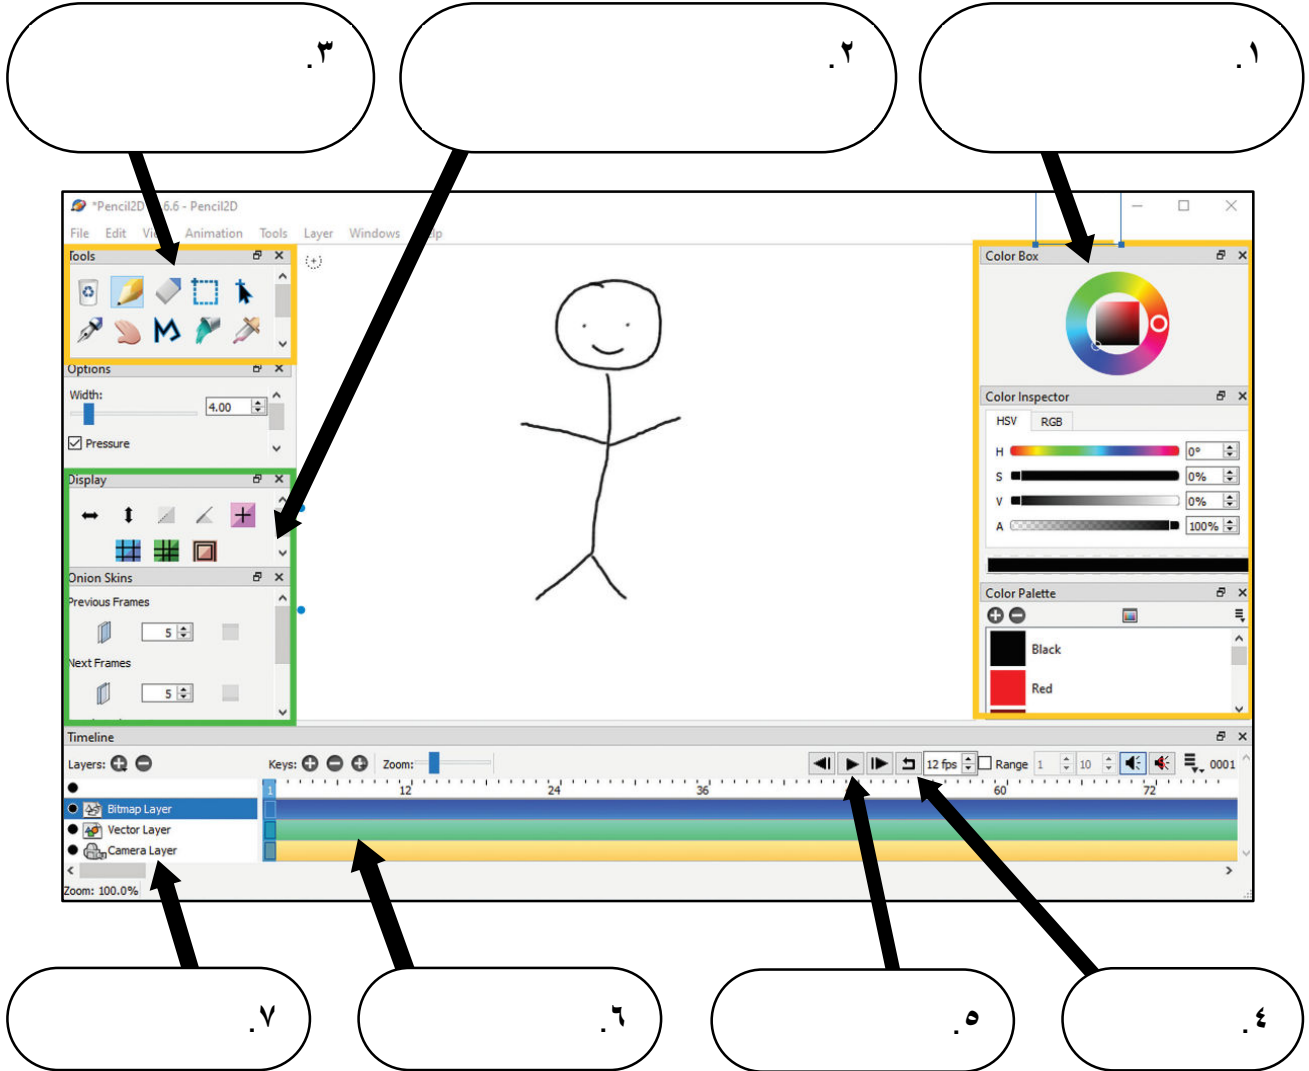 .٣
.٢
.١
*Pencil2D
6.6 - Pencil2D
File Edit Vi Animation Tools Layer Windows lp
Tools
Options
Width:
4.00
Pressure
Display
Onion Skins
Previous Frames
5
Next Frames
5
Color Box
Color Inspector
HSV RGB
H 0°
S 0%
V 0%
A 100%
Color Palette
Black
Red
Timeline
Layers: Keys: Zoom: 12 fps Range 1 10 0001
1 12 24 36 60 72
Bitmap Layer
Vector Layer
Camera Layer
Zoom: 100.0%
.٧
.٦
.٥
.٤